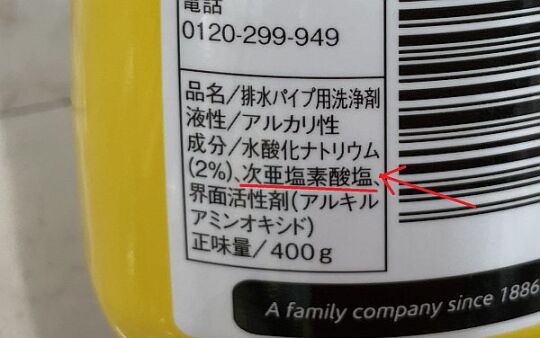 電話
0120-299-949
品名/排水パイプ用洗浄剤
液性/アルカリ性
成分/水酸化ナトリウム
(2%)、次亜塩素酸塩、
界面活性剤(アルキル
アミンオキシド)
正味量/400g
A family company since 1886